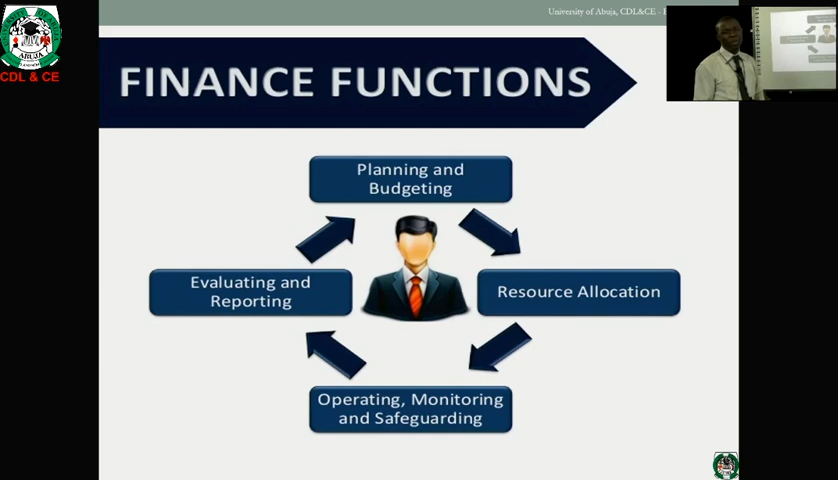 University of Abuja, CDL&CE -
CDL & CE
ABUJA
FINANCE FUNCTIONS
Planning and
Budgeting
Evaluating and
Reporting
Resource Allocation
Operating, Monitoring
and Safeguarding